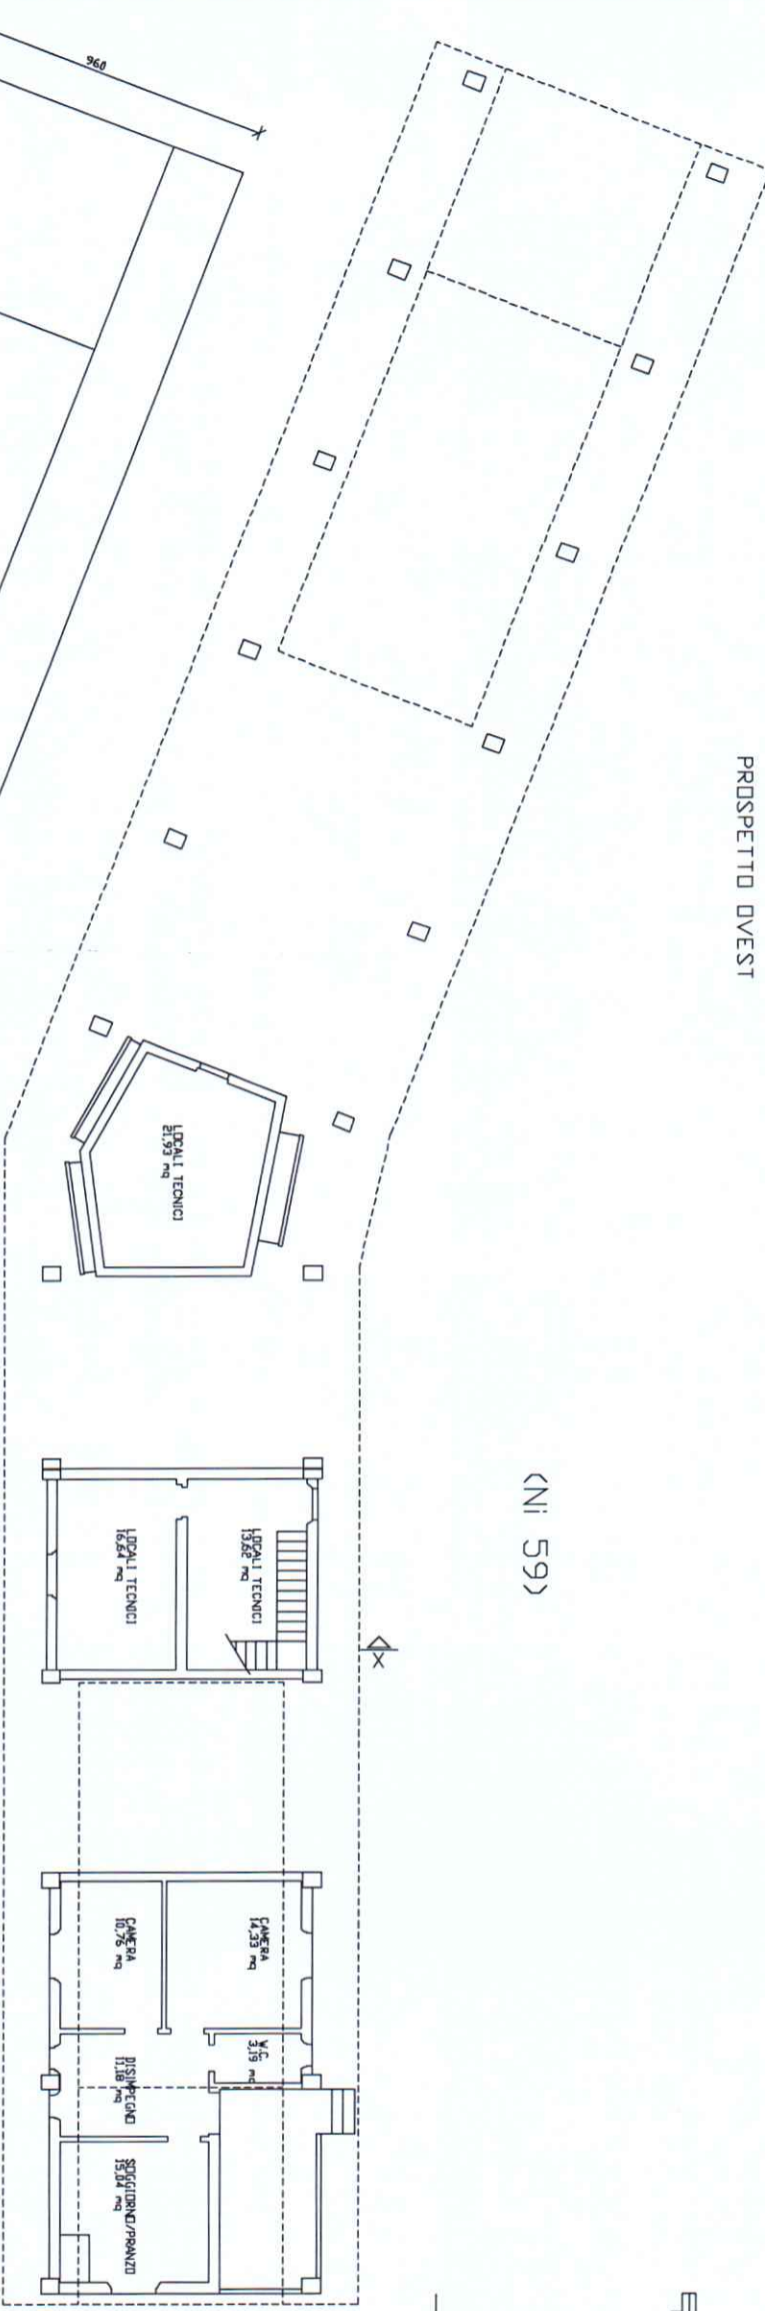 960
PROSPETTO OVEST
(Ni 59)
X
LOCALI TECNICI
21,93 mq
LOCALI TECNICI
16,64 mq
LOCALI TECNICI
13,62 mq
CAMERA
10,76 mq
CAMERA
14,33 mq
W.C.
3,19 mq
DISIMPEGNO
11,18 mq
SOGGIORNO/PRANZO
15,04 mq